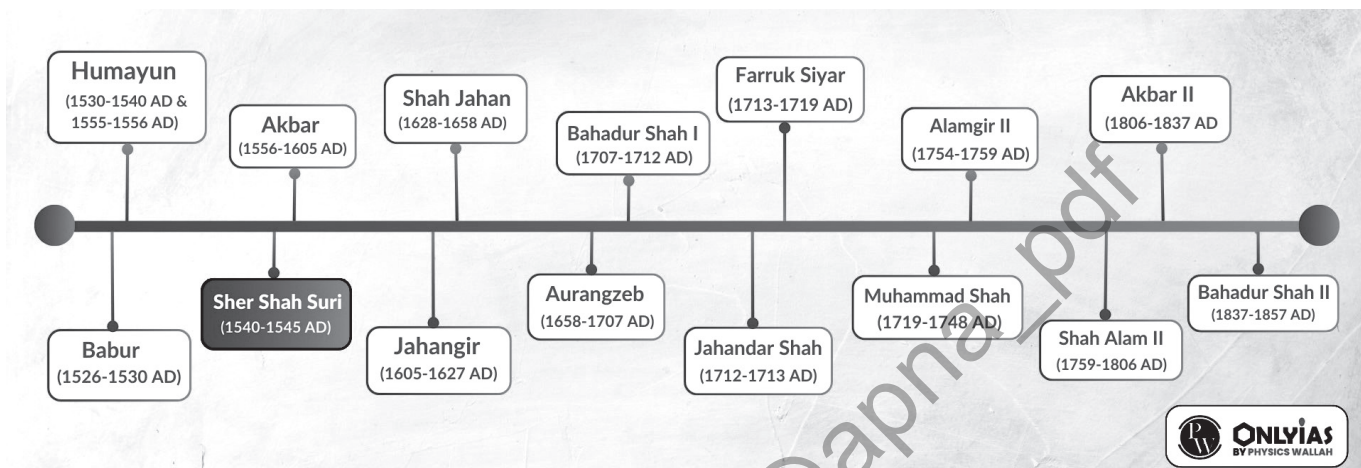 Humayun
(1530-1540 AD &
1555-1556 AD)
Akbar
(1556-1605 AD)
Shah Jahan
(1628-1658 AD)
Bahadur Shah I
(1707-1712 AD)
Farruk Siyar
(1713-1719 AD)
Alamgir II
(1754-1759 AD)
Akbar II
(1806-1837 AD
Babur
(1526-1530 AD)
Sher Shah Suri
(1540-1545 AD)
Jahangir
(1605-1627 AD)
Aurangzeb
(1658-1707 AD)
Jahandar Shah
(1712-1713 AD)
Muhammad Shah
(1719-1748 AD)
Shah Alam II
(1759-1806 AD)
Bahadur Shah II
(1837-1857 AD)
@apna_pdf
PW
ONLYIAS
BY PHYSICS WALLAH